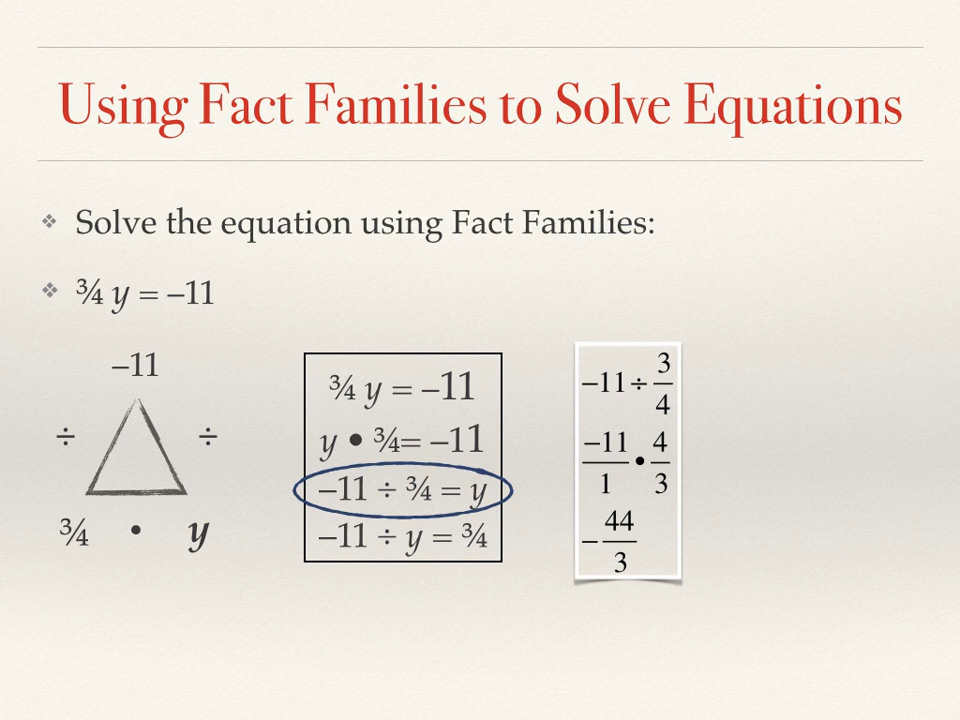 Using Fact Families to Solve Equations
❖ Solve the equation using Fact Families:
❖ ¾ y = –11
–11
÷ ÷
¾ • y
¾ y = –11
y • ¾= –11
–11 ÷ ¾ = y
–11 ÷ y = ¾
–11 ÷ 3/4
–11/1 • 4/3
– 44/3